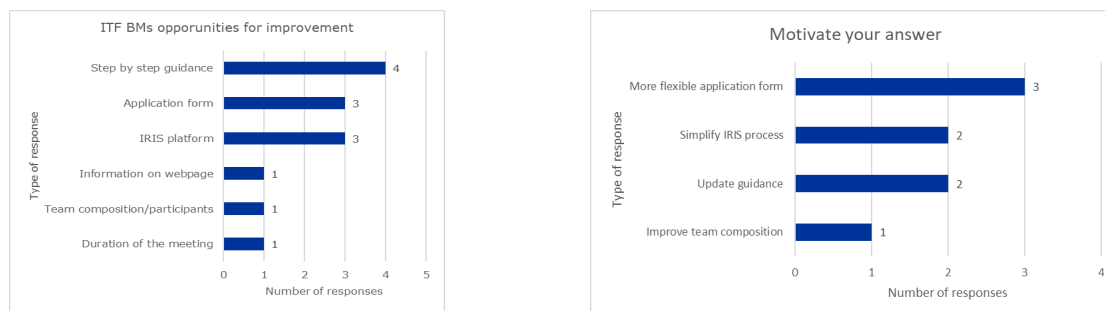 ITF BMs opporunities for improvement
Type of response
Step by step guidance 4
Application form 3
IRIS platform 3
Information on webpage 1
Team composition/participants 1
Duration of the meeting 1
0 1 2 3 4 5
Number of responses
Motivate your answer
Type of response
More flexible application form 3
Simplify IRIS process 2
Update guidance 2
Improve team composition 1
0 1 2 3 4
Number of responses